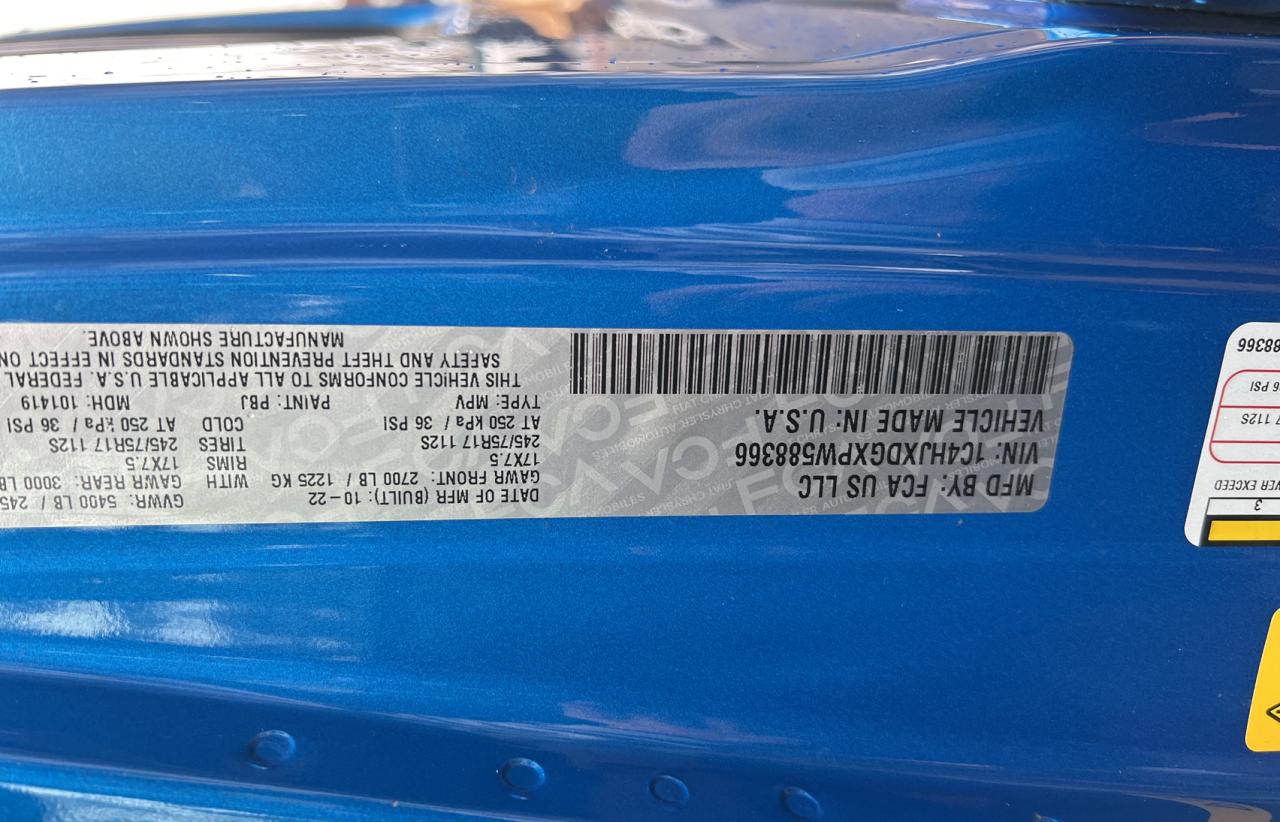 MFD BY: FCA US LLC
VIN: 1C4HJXDGXPW588366
VEHICLE MADE IN: U.S.A.
DATE OF MFR (BUILT): 10-22
GVWR: 5400 LB /
GAWR FRONT: 2700 LB / 1225 KG
WITH
GAWR REAR: 3000 LB
17X7.5
RIMS
17X7.5
245/75R17 112S
TIRES
245/75R17 112S
AT 250 kPa / 36 PSI
COLD
AT 250 kPa / 36 PSI
TYPE: MPV
PAINT: PBJ
MDH: 101419
THIS VEHICLE CONFORMS TO ALL APPLICABLE U.S.A. FEDERAL
SAFETY AND THEFT PREVENTION STANDARDS IN EFFECT ON
MANUFACTURE SHOWN ABOVE.
3
EXCEED
112S
PSI
88366